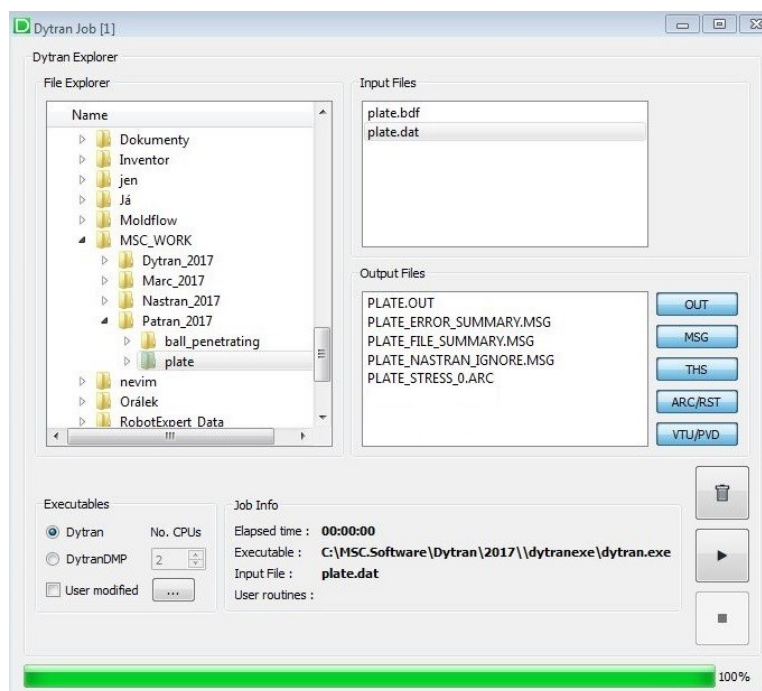 Dytran Job [1]
Dytran Explorer
File Explorer
Name
Dokumenty
Inventor
jen
Já
Moldflow
MSC_WORK
Dytran_2017
Marc_2017
Nastran_2017
Patran_2017
ball_penetrating
plate
nevim
Orálek
RobotExpert Data
Input Files
plate.bdf
plate.dat
Output Files
PLATE.OUT
PLATE_ERROR_SUMMARY.MSG
PLATE_FILE_SUMMARY.MSG
PLATE_NASTRAN_IGNORE.MSG
PLATE_STRESS_0.ARC
OUT
MSG
THS
ARC/RST
VTU/PVD
Executables
Dytran No. CPUs
DytranDMP 2
User modified ...
Job Info
Elapsed time : 00:00:00
Executable : C:\MSC.Software\Dytran\2017\\dytranexe\dytran.exe
Input File : plate.dat
User routines :
100%